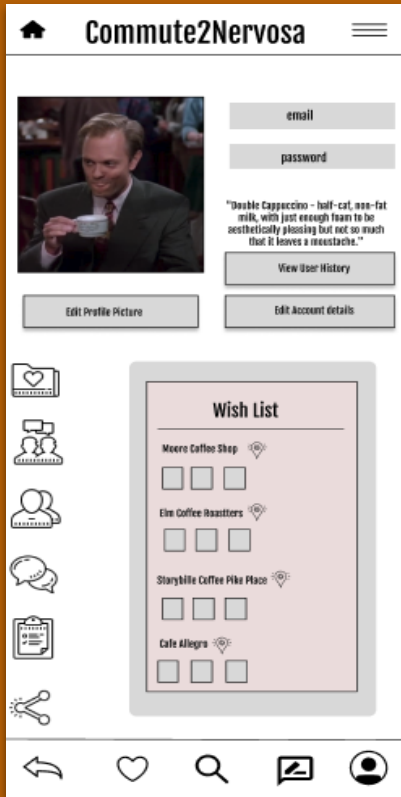 Commute2Nervosa
email
password
"Double Cappuccino - half-caf, non-fat
milk, with just enough foam to be
aesthetically pleasing but not so much
that it leaves a moustache."
View User History
Edit Profile Picture
Edit Account details
Wish List
Moore Coffee Shop
Elm Coffee Roastters
Storybille Coffee Pike Place
Cafe Allegro